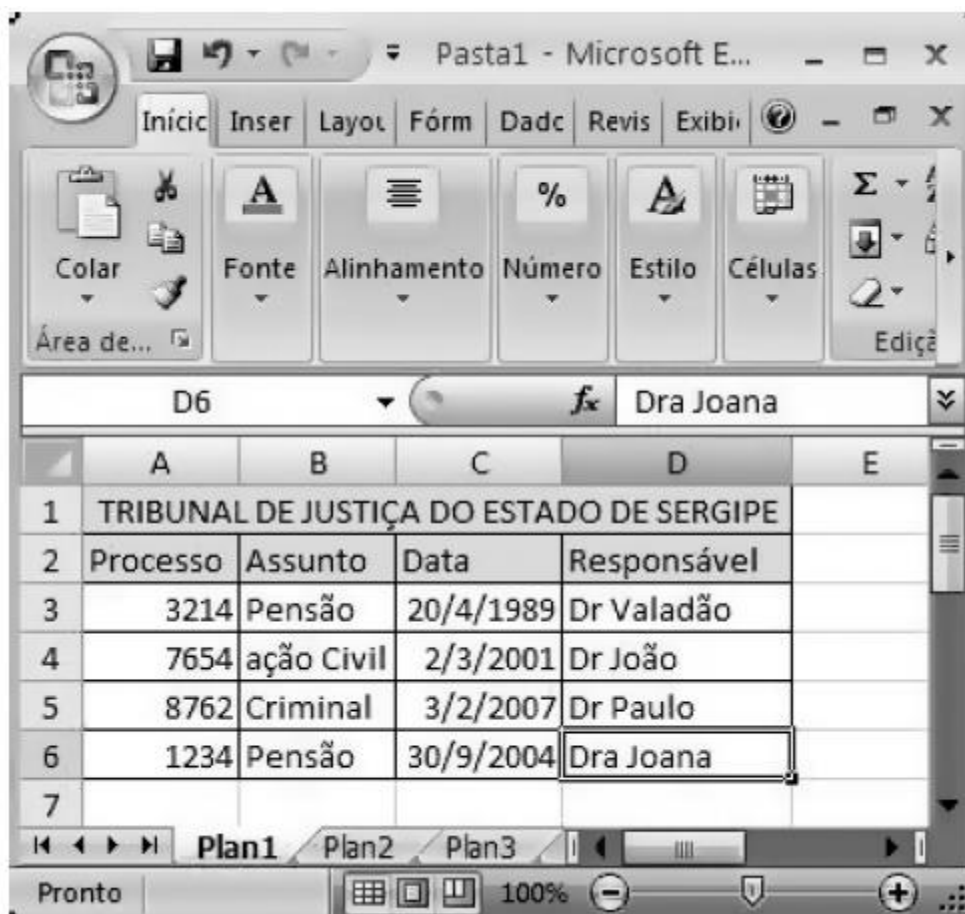 Pasta1 - Microsoft E...
Iníci Inser Layou Fórm Dadc Revis Exibi
Colar Fonte Alinhamento Número Estilo Células
Área de... Ediçã
D6 fx Dra Joana
A B C D E
1 TRIBUNAL DE JUSTIÇA DO ESTADO DE SERGIPE
2 Processo Assunto Data Responsável
3 3214 Pensão 20/4/1989 Dr Valadão
4 7654 ação Civil 2/3/2001 Dr João
5 8762 Criminal 3/2/2007 Dr Paulo
6 1234 Pensão 30/9/2004 Dra Joana
7
Plan1 Plan2 Plan3
Pronto 100%